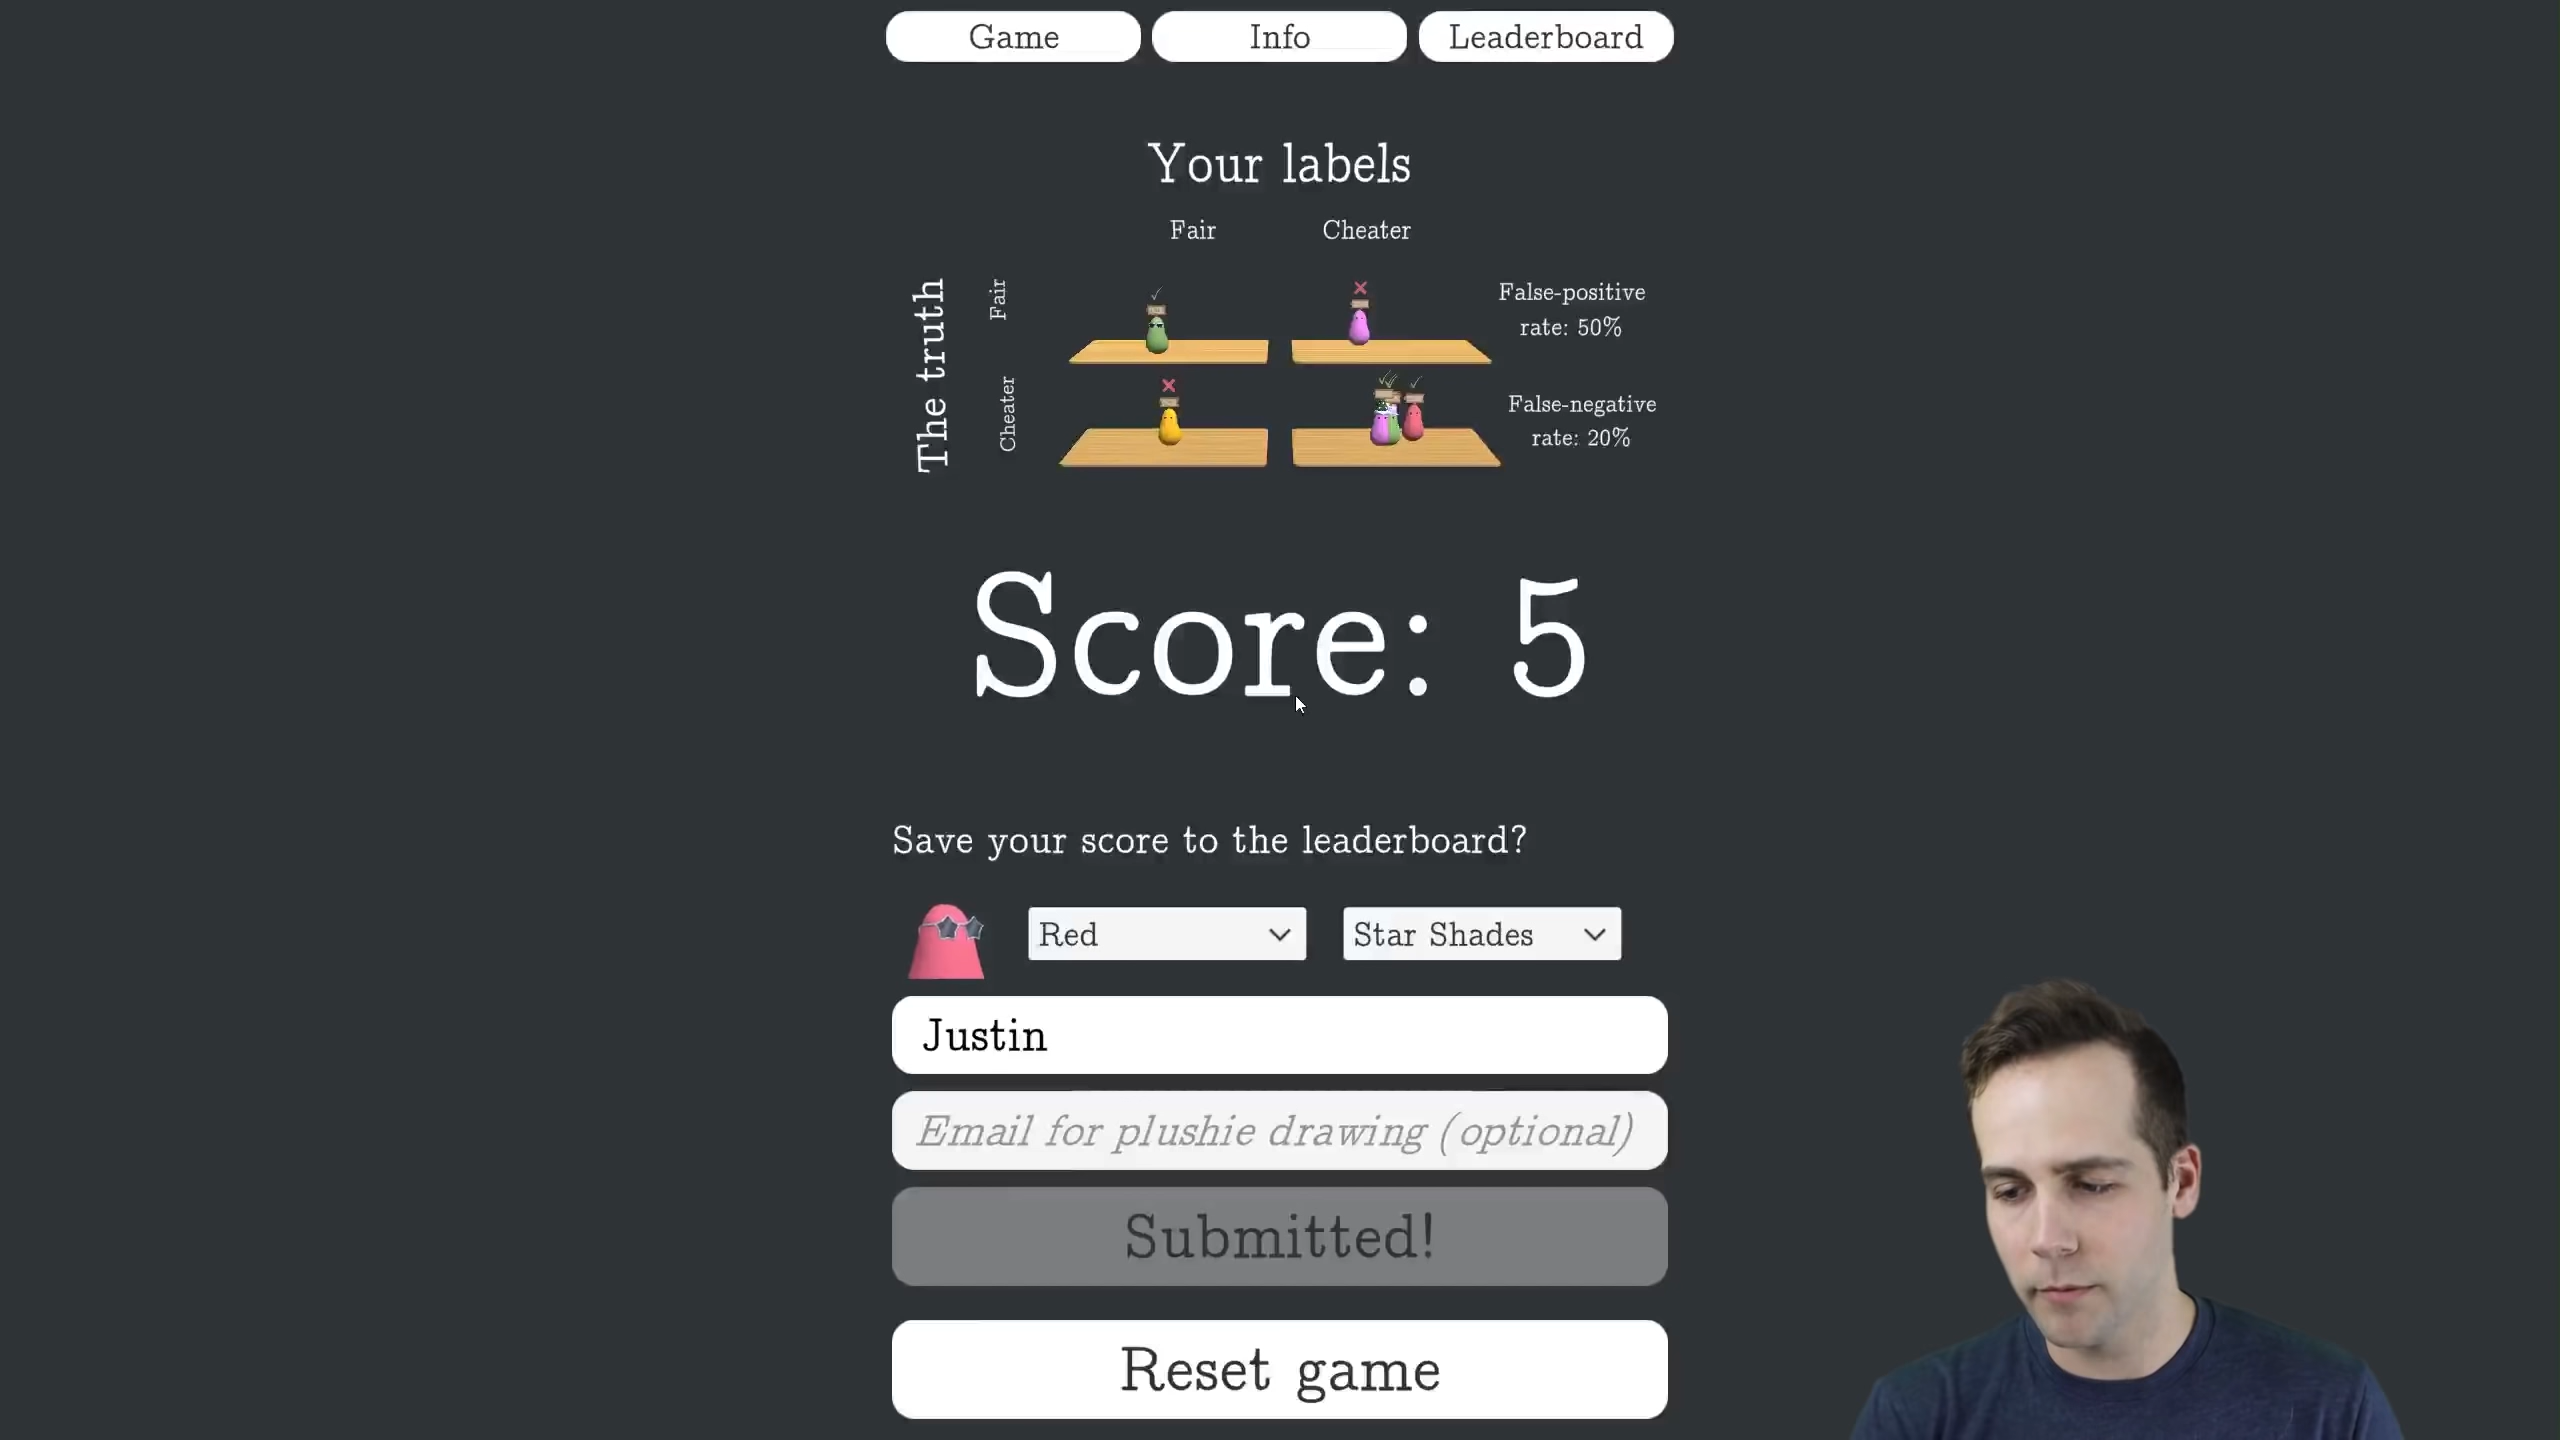 Game
Info
Leaderboard
Your labels
Fair
Cheater
The truth
Fair
False-positive
rate: 50%
Cheater
False-negative
rate: 20%
Score: 5
Save your score to the leaderboard?
Red
Star Shades
Justin
Email for plushie drawing (optional)
Submitted!
Reset game